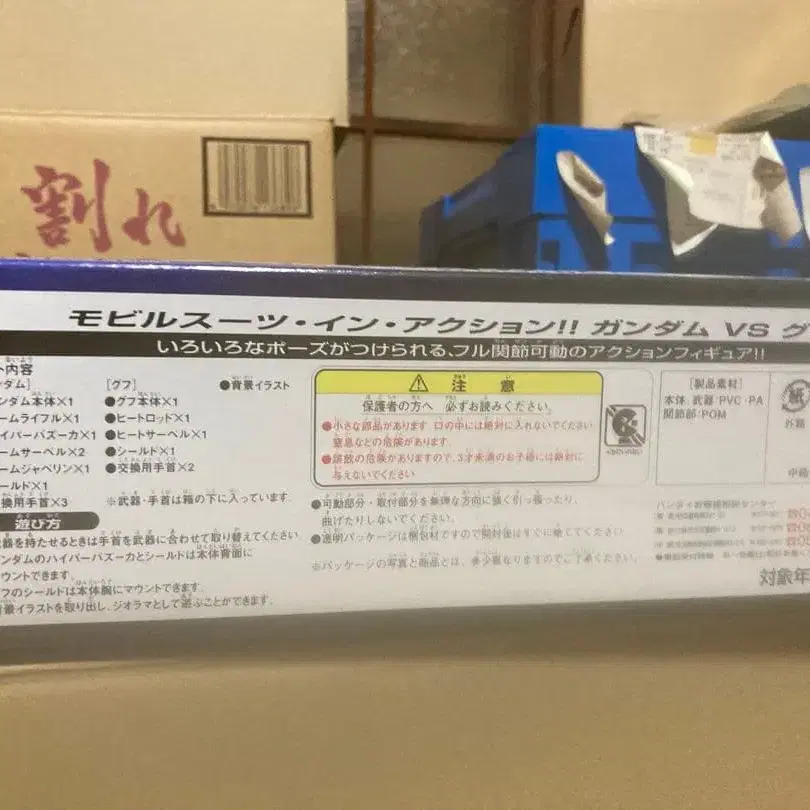 割れ
モビルスーツ・イン・アクション!! ガンダム VS グ
いろいろなポーズがつけられる、フル関節可動のアクションフィギュア!!
ト内容
ダム]
ンダム本体×1
ームライフル×1
イパーバズーカ×1
ームサーベル×2
ームジャベリン×1
ールド×1
換用手首×3
[グフ]
●グフ本体×1
●ヒートロッド×1
●ヒートサーベル×1
●シールド×1
●交換用手首×2
●背景イラスト
※武器・手首は箱の下に入っています。
遊び方
器を持たせるときは手首を武器に合わせて取り替えてください。
ンダムのハイパーバズーカとシールドは本体背面に
ウントできます。
フのシールドは本体腕にマウントできます。
景イラストを取り出し、ジオラマとして遊ぶことができます。
⚠ 注意
保護者の方へ 必ずお読みください。
●小さな部品があります。口の中には絶対に入れないでください。
窒息などの危険があります。
●誤飲の危険がありますので、3才未満のお子様には絶対に
与えないでください。
●可動部分・取付部分を無理な方向に強く引っ張ったり、
曲げたりしないでください。
●透明パッケージは梱包材ですので開封後はすぐに捨ててください。
※パッケージの写真と商品とは、多少異なりますのでご了承ください。
[製品素材]
本体、武器:PVC・PA
関節部:POM
紙
外箱
中箱
対象年